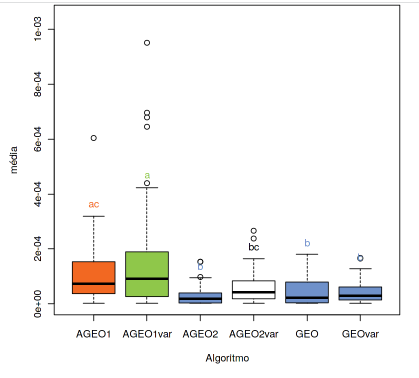 1e-03
8e-04
6e-04
4e-04
2e-04
0e+00
média
ac
a
b
bc
b
b
AGEO1 AGEO1var AGEO2 AGEO2var GEO GEOvar
Algoritmo